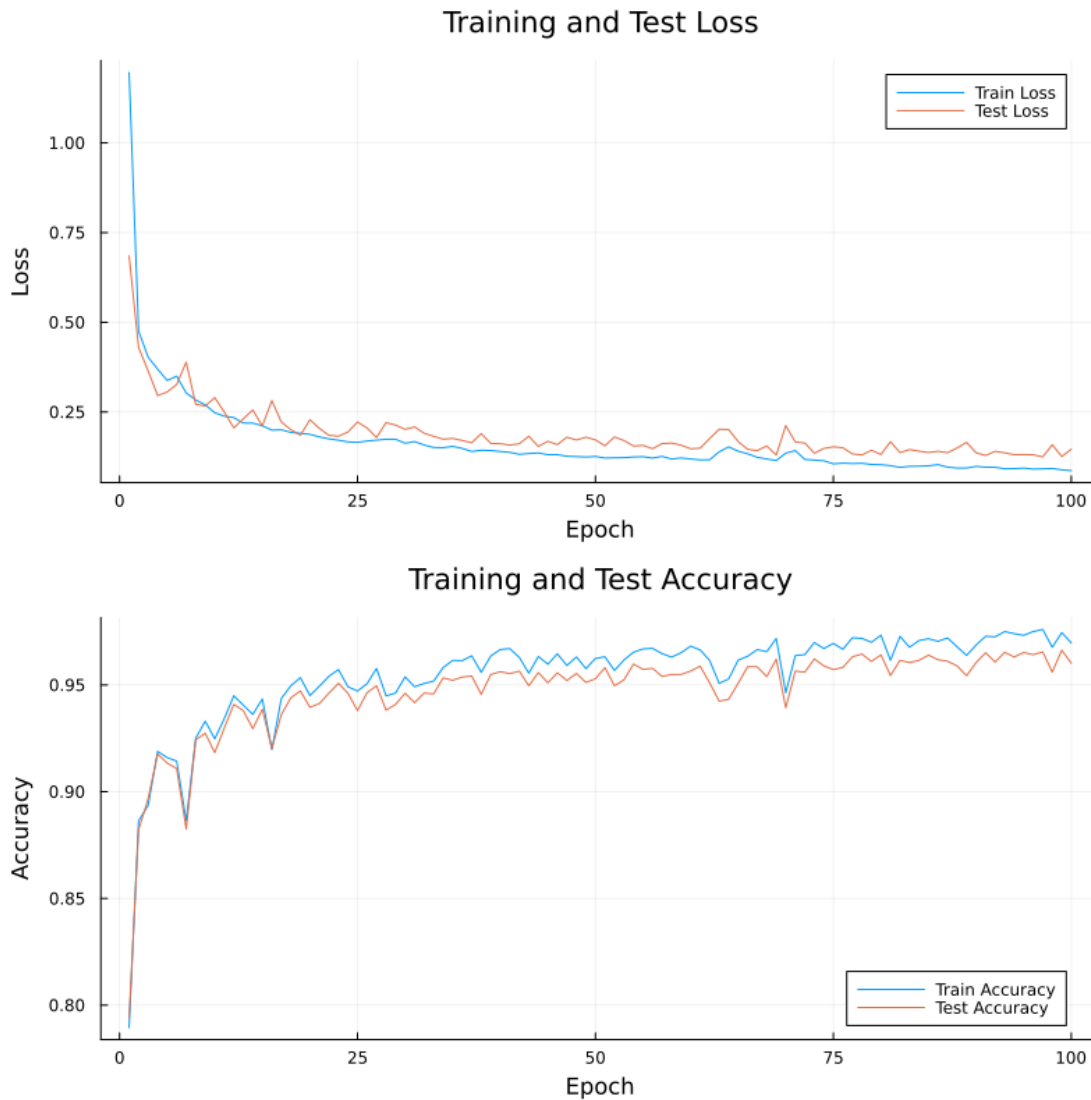 Training and Test Loss
Train Loss
Test Loss
1.00
0.75
0.50
0.25
Loss
0
25
50
75
100
Epoch
Training and Test Accuracy
0.95
0.90
0.85
0.80
Accuracy
Train Accuracy
Test Accuracy
0
25
50
75
100
Epoch